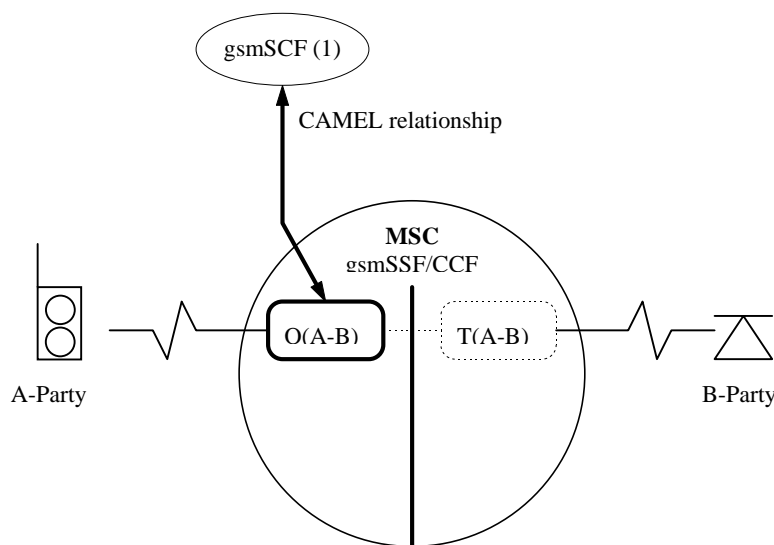 gsmSCF (1)
CAMEL relationship
MSC
gsmSSF/CCF
O(A-B)
T(A-B)
A-Party
B-Party